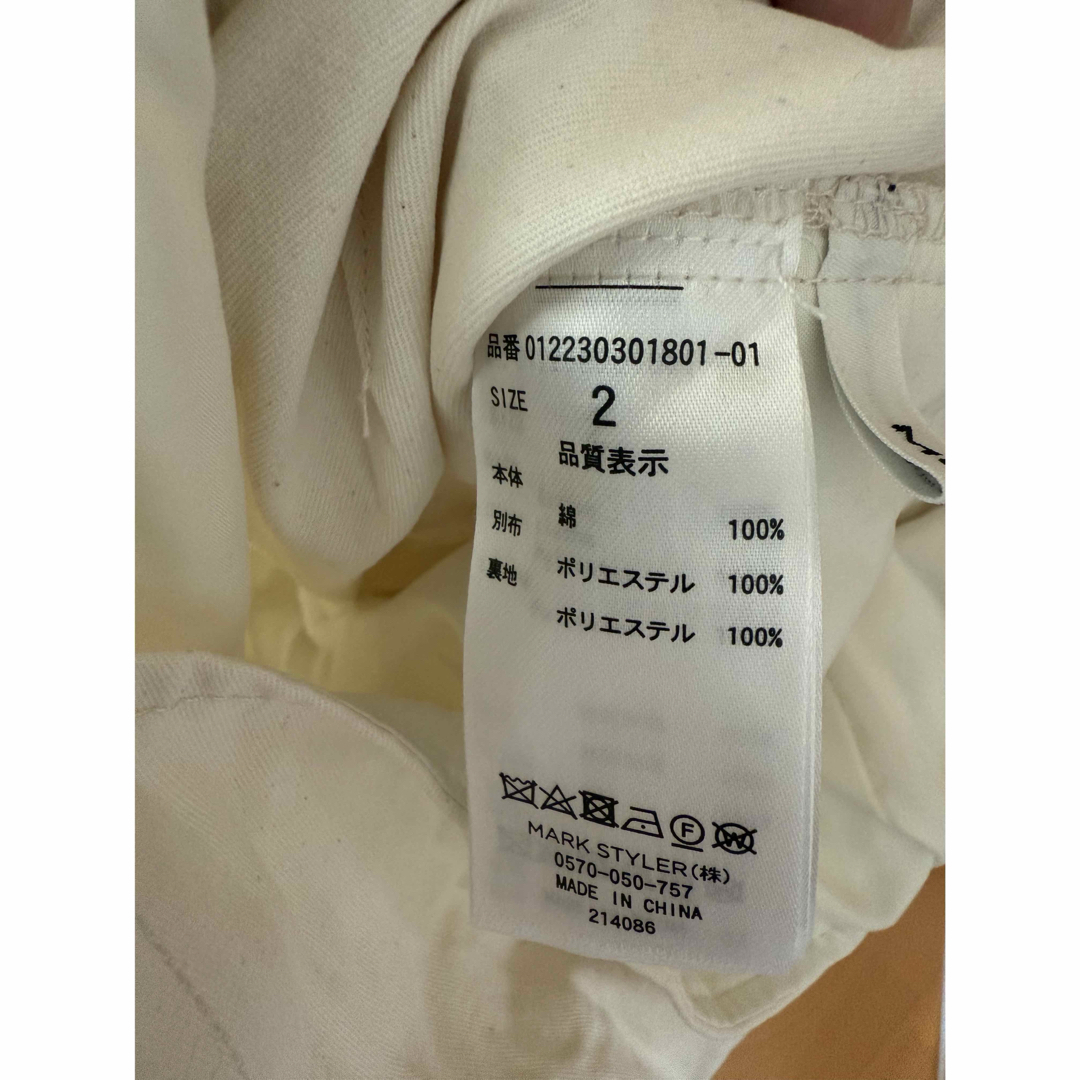 品番 012230301801-01
SIZE 2
品質表示
本体
綿 100%
別布
ポリエステル 100%
裏地
ポリエステル 100%
F W
MARK STYLER(株)
0570-050-757
MADE IN CHINA
214086